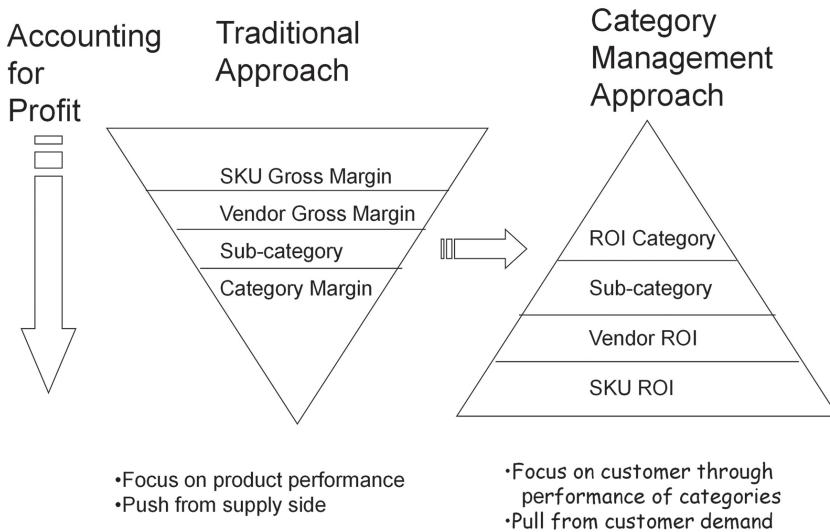 Accounting
for
Profit
Traditional
Approach
Category
Management
Approach
SKU Gross Margin
Vendor Gross Margin
Sub-category
Category Margin
ROI Category
Sub-category
Vendor ROI
SKU ROI
•Focus on product performance
•Push from supply side
•Focus on customer through
performance of categories
•Pull from customer demand